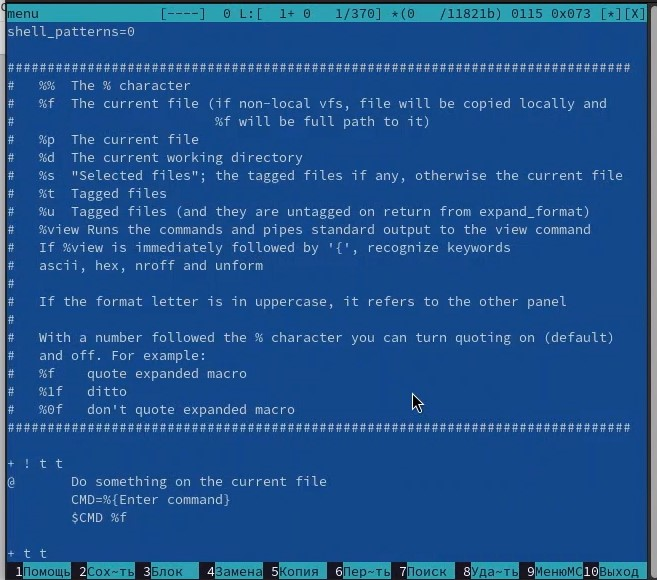 menu [----] 0 L:[ 1+ 0 1/370] *(0 /11821b) 0115 0x073 [*][X]
shell_patterns=0
##############################################################################
# %% The % character
# %f The current file (if non-local vfs, file will be copied locally and
# %f will be full path to it)
# %p The current file
# %d The current working directory
# %s "Selected files"; the tagged files if any, otherwise the current file
# %t Tagged files
# %u Tagged files (and they are untagged on return from expand_format)
# %view Runs the commands and pipes standard output to the view command
# If %view is immediately followed by '{', recognize keywords
# ascii, hex, nroff and unform
#
# If the format letter is in uppercase, it refers to the other panel
#
# With a number followed the % character you can turn quoting on (default)
# and off. For example:
# %f quote expanded macro
# %1f ditto
# %0f don't quote expanded macro
##############################################################################
+ ! t t
@ Do something on the current file
CMD=%{Enter command}
$CMD %f
+ t t
1Помощь 2Сох~ть 3Блок 4Замена 5Копия 6Пер~ть 7Поиск 8Уда~ть 9МенюМС 10Выход